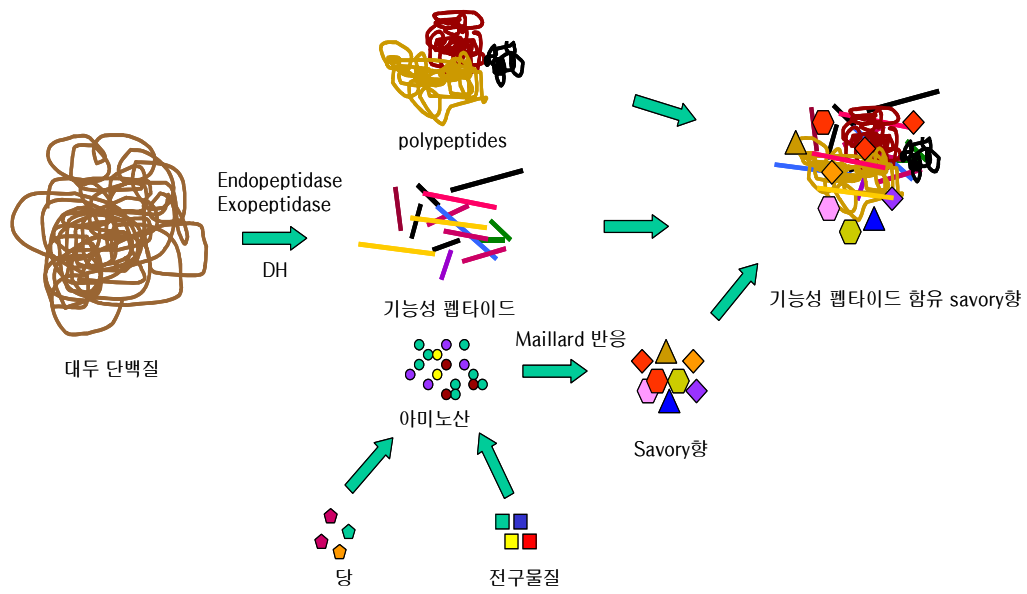 polypeptides
Endopeptidase
Exopeptidase
DH
대두 단백질
기능성 펩타이드
기능성 펩타이드 함유 savory향
Maillard 반응
아미노산
Savory향
당
전구물질